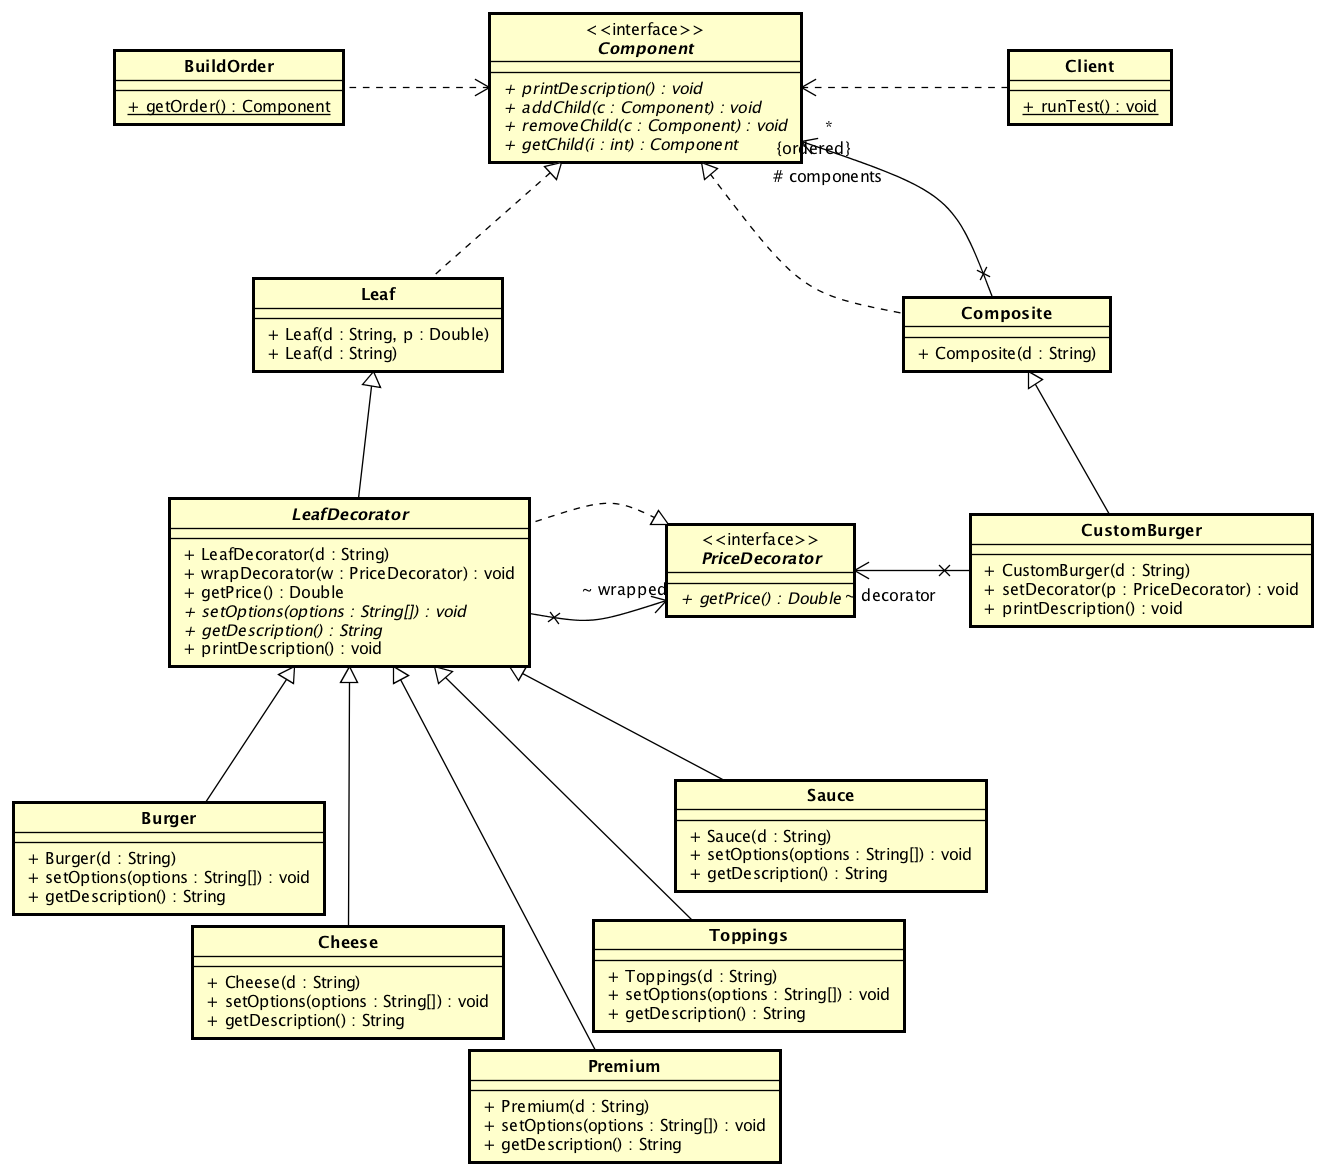 <<interface>>
Component
+ printDescription() : void
+ addChild(c : Component) : void
+ removeChild(c : Component) : void
+ getChild(i : int) : Component
BuildOrder
+ getOrder() : Component
Client
+ runTest() : void
*
{ordered}
# components
Leaf
+ Leaf(d : String, p : Double)
+ Leaf(d : String)
Composite
+ Composite(d : String)
LeafDecorator
+ LeafDecorator(d : String)
+ wrapDecorator(w : PriceDecorator) : void
+ getPrice() : Double
+ setOptions(options : String[]) : void
+ getDescription() : String
+ printDescription() : void
~ wrapped
<<interface>>
PriceDecorator
+ getPrice() : Double
~ decorator
CustomBurger
+ CustomBurger(d : String)
+ setDecorator(p : PriceDecorator) : void
+ printDescription() : void
Sauce
+ Sauce(d : String)
+ setOptions(options : String[]) : void
+ getDescription() : String
Burger
+ Burger(d : String)
+ setOptions(options : String[]) : void
+ getDescription() : String
Toppings
+ Toppings(d : String)
+ setOptions(options : String[]) : void
+ getDescription() : String
Cheese
+ Cheese(d : String)
+ setOptions(options : String[]) : void
+ getDescription() : String
Premium
+ Premium(d : String)
+ setOptions(options : String[]) : void
+ getDescription() : String